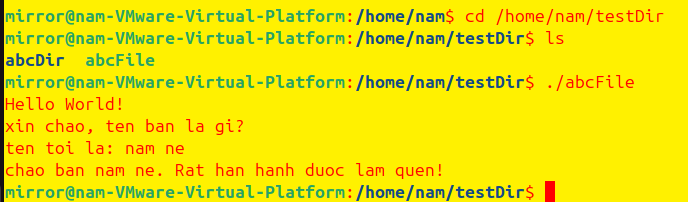 mirror@nam-VMware-Virtual-Platform:/home/nam$ cd /home/nam/testDir
mirror@nam-VMware-Virtual-Platform:/home/nam/testDir$ ls
abcDir  abcFile
mirror@nam-VMware-Virtual-Platform:/home/nam/testDir$ ./abcFile
Hello World!
xin chao, ten ban la gi?
ten toi la: nam ne
chao ban nam ne. Rat han hanh duoc lam quen!
mirror@nam-VMware-Virtual-Platform:/home/nam/testDir$